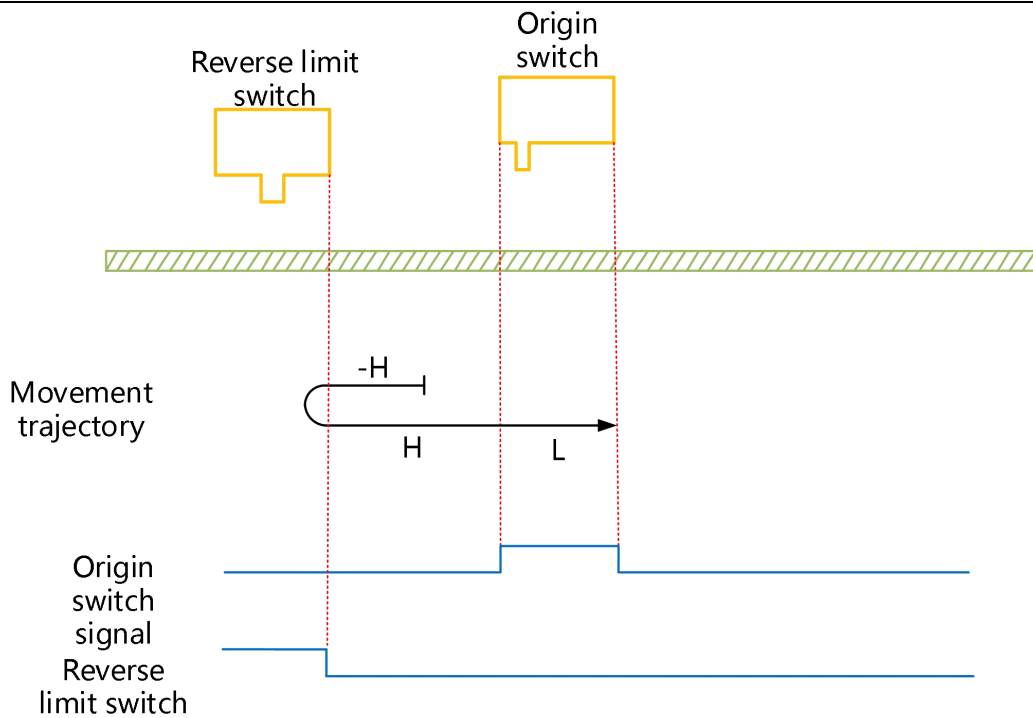 Origin
switch
Reverse limit
switch
-H
Movement
trajectory
H
L
Origin
switch
signal
Reverse
limit switch